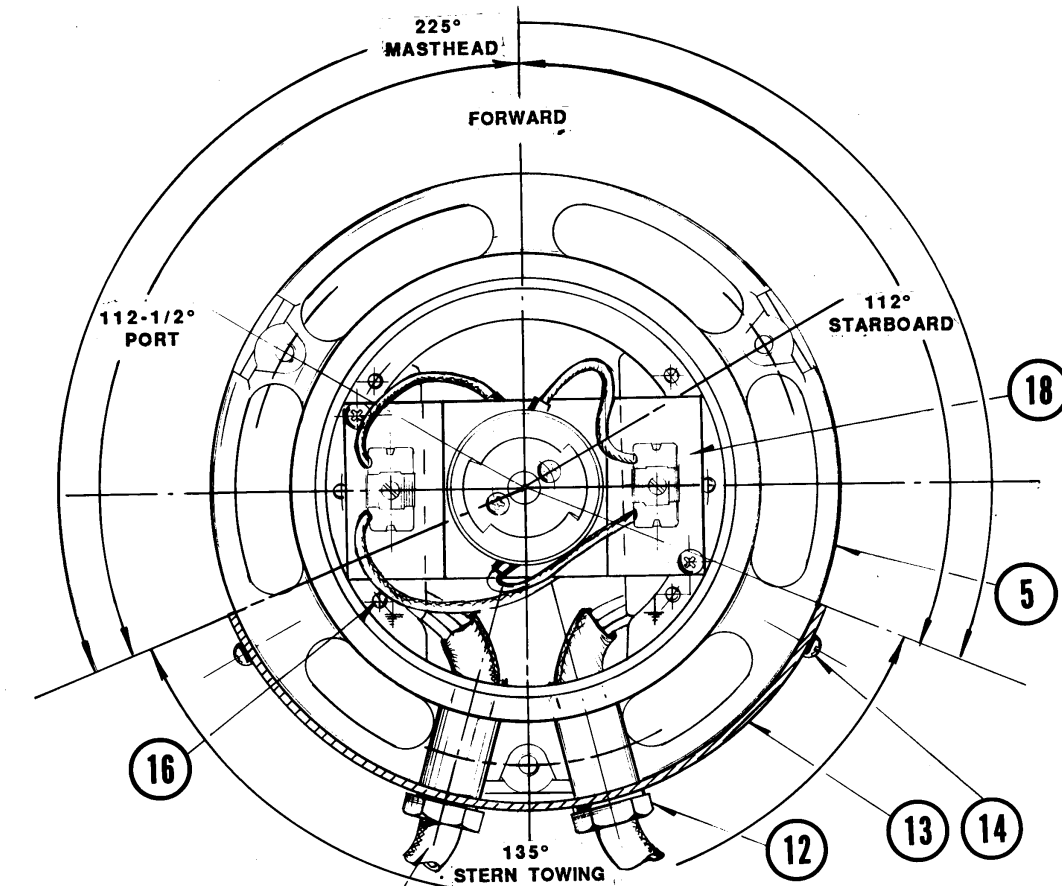 225°
MASTHEAD
FORWARD
112-1/2°
PORT
112°
STARBOARD
18
5
16
14
13
12
135°
STERN TOWING